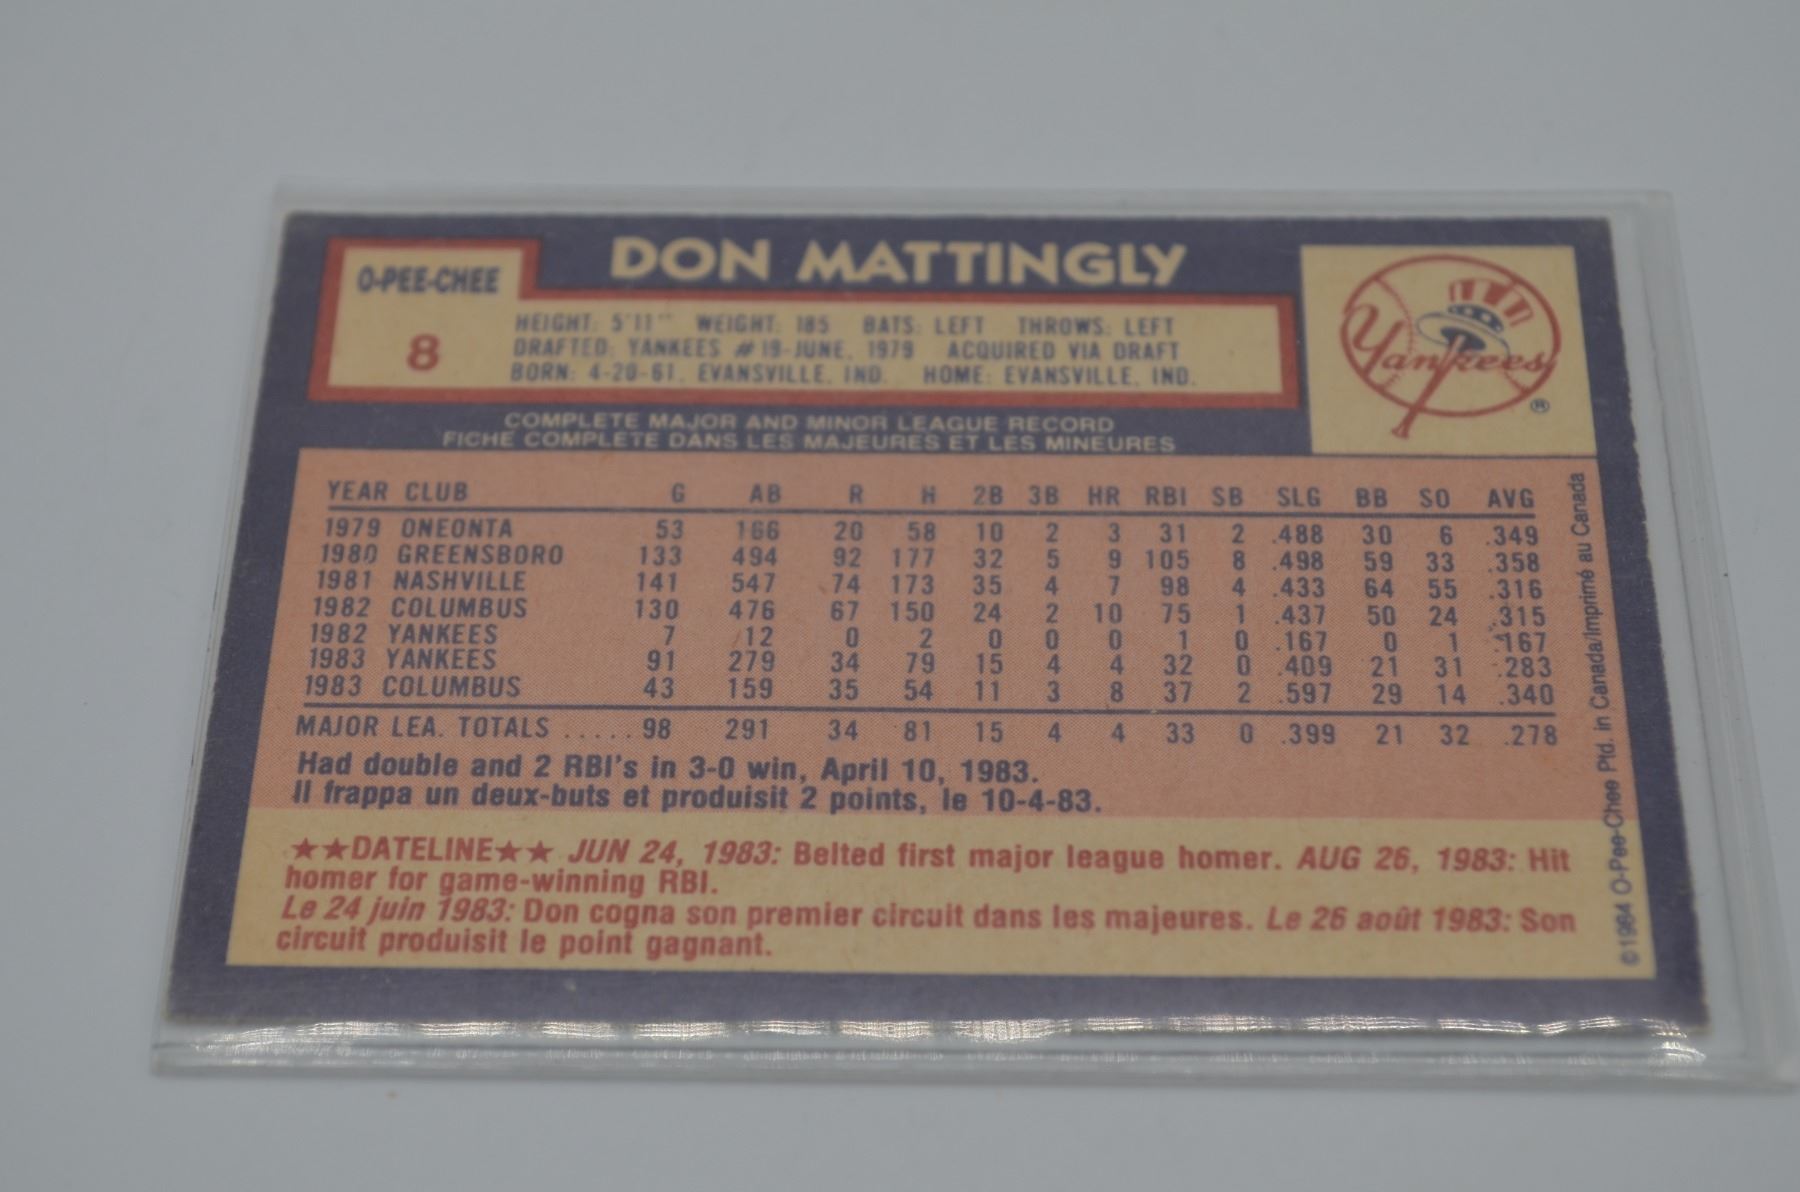 O-PEE-CHEE
8
DON MATTINGLY
HEIGHT: 5'11" WEIGHT: 185 BATS: LEFT THROWS: LEFT
DRAFTED: YANKEES #19-JUNE, 1979 ACQUIRED VIA DRAFT
BORN: 4-20-61, EVANSVILLE, IND. HOME: EVANSVILLE, IND.
Yankees
®
COMPLETE MAJOR AND MINOR LEAGUE RECORD
FICHE COMPLETE DANS LES MAJEURES ET LES MINEURES
YEAR CLUB G AB R H 2B 3B HR RBI SB SLG BB SO AVG
1979 ONEONTA 53 166 20 58 10 2 3 31 2 .488 30 6 .349
1980 GREENSBORO 133 494 92 177 32 5 9 105 8 .498 59 33 .358
1981 NASHVILLE 141 547 74 173 35 4 7 98 4 .433 64 55 .316
1982 COLUMBUS 130 476 67 150 24 2 10 75 1 .437 50 24 .315
1982 YANKEES 7 12 0 2 0 0 0 1 0 .167 0 1 .167
1983 YANKEES 91 279 34 79 15 4 4 32 0 .409 21 31 .283
1983 COLUMBUS 43 159 35 54 11 3 8 37 2 .597 29 14 .340
MAJOR LEA. TOTALS .....98 291 34 81 15 4 4 33 0 .399 21 32 .278
Had double and 2 RBI's in 3-0 win, April 10, 1983.
Il frappa un deux-buts et produisit 2 points, le 10-4-83.
★★DATELINE★★ JUN 24, 1983: Belted first major league homer. AUG 26, 1983: Hit
homer for game-winning RBI.
Le 24 juin 1983: Don cogna son premier circuit dans les majeures. Le 26 août 1983: Son
circuit produisit le point gagnant.
©1984 O-Pee-Chee Ptd. in Canada/Imprimé au Canada